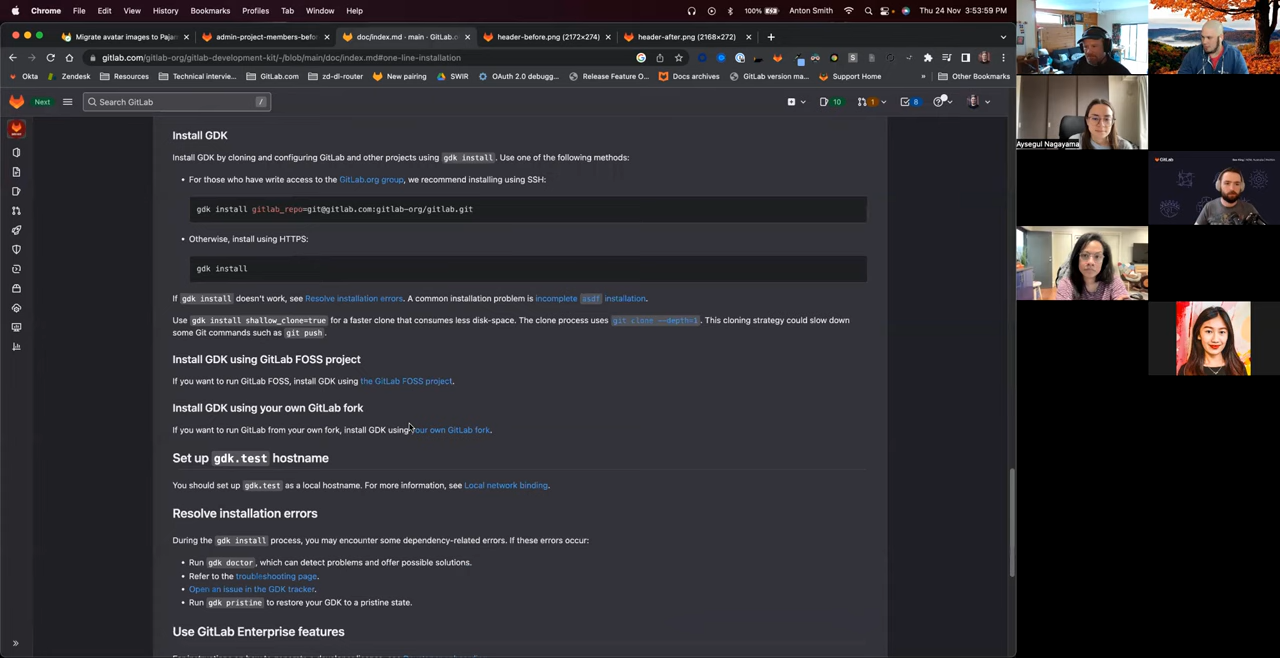 Chrome File Edit View History Bookmarks Profiles Tab Window Help 100% Anton Smith Thu 24 Nov 3:53:59 PM
Migrate avatar images to Paja
admin-project-members-befor
doc/index.md · main · GitLab.c
header-before.png (2172×274)
header-after.png (2168×272)
gitlab.com/gitlab-org/gitlab-development-kit/-/blob/main/doc/index.md#one-line-installation
Okta Zendesk Resources Technical intervie... GitLab.com zd-dl-router New pairing SWIR OAuth 2.0 debugg... Release Feature O... Docs archives GitLab version ma... Support Home Other Bookmarks
Next Search GitLab / 10 1 8
Install GDK
Install GDK by cloning and configuring GitLab and other projects using gdk install. Use one of the following methods:
• For those who have write access to the GitLab.org group, we recommend installing using SSH:
gdk install gitlab_repo=git@gitlab.com:gitlab-org/gitlab.git
• Otherwise, install using HTTPS:
gdk install
If gdk install doesn't work, see Resolve installation errors. A common installation problem is incomplete asdf installation.
Use gdk install shallow_clone=true for a faster clone that consumes less disk-space. The clone process uses git clone --depth=1. This cloning strategy could slow down
some Git commands such as git push.
Install GDK using GitLab FOSS project
If you want to run GitLab FOSS, install GDK using the GitLab FOSS project.
Install GDK using your own GitLab fork
If you want to run GitLab from your own fork, install GDK using your own GitLab fork.
Set up gdk.test hostname
You should set up gdk.test as a local hostname. For more information, see Local network binding.
Resolve installation errors
During the gdk install process, you may encounter some dependency-related errors. If these errors occur:
• Run gdk doctor, which can detect problems and offer possible solutions.
• Refer to the troubleshooting page.
• Open an issue in the GDK tracker.
• Run gdk pristine to restore your GDK to a pristine state.
Use GitLab Enterprise features
Aysegul Nagayama
GitLab